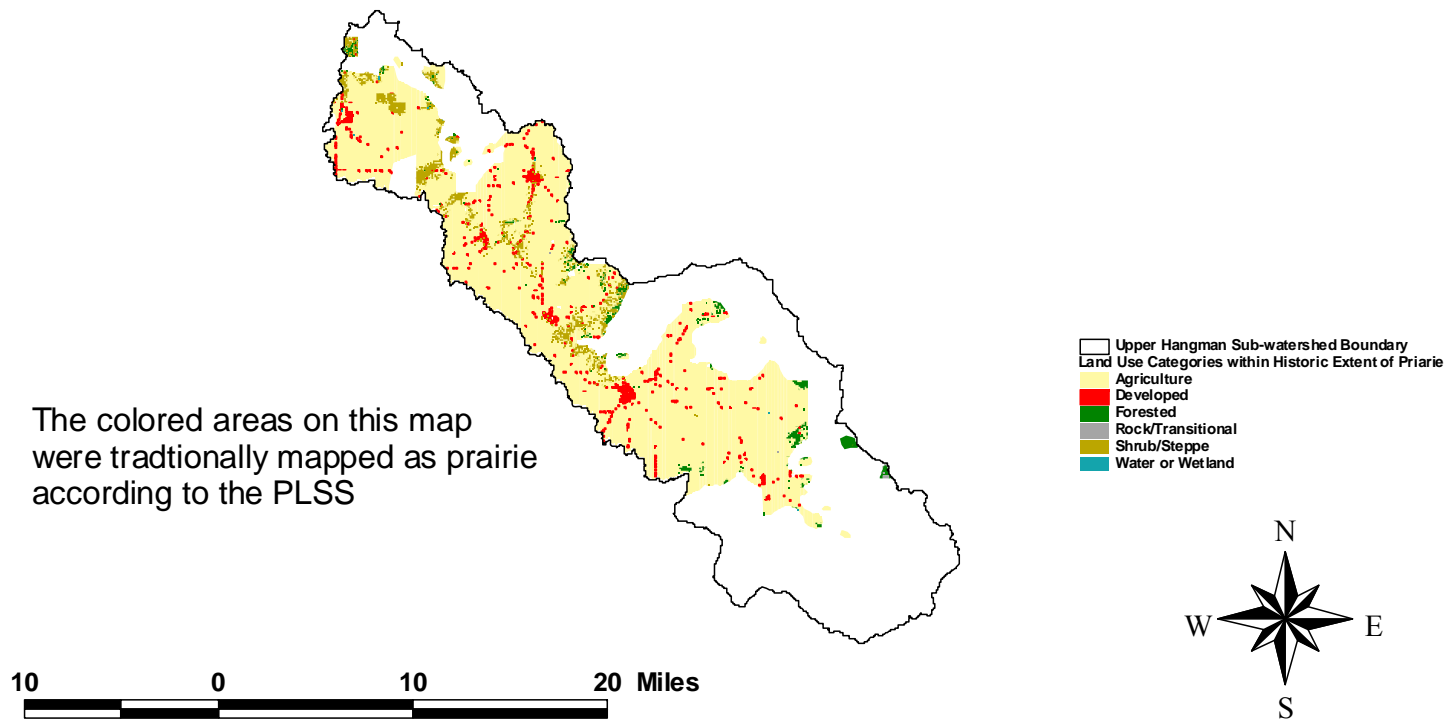 The colored areas on this map
were tradtionally mapped as prairie
according to the PLSS
Upper Hangman Sub-watershed Boundary
Land Use Categories within Historic Extent of Priarie
Agriculture
Developed
Forested
Rock/Transitional
Shrub/Steppe
Water or Wetland
N
W E
S
10 0 10 20 Miles